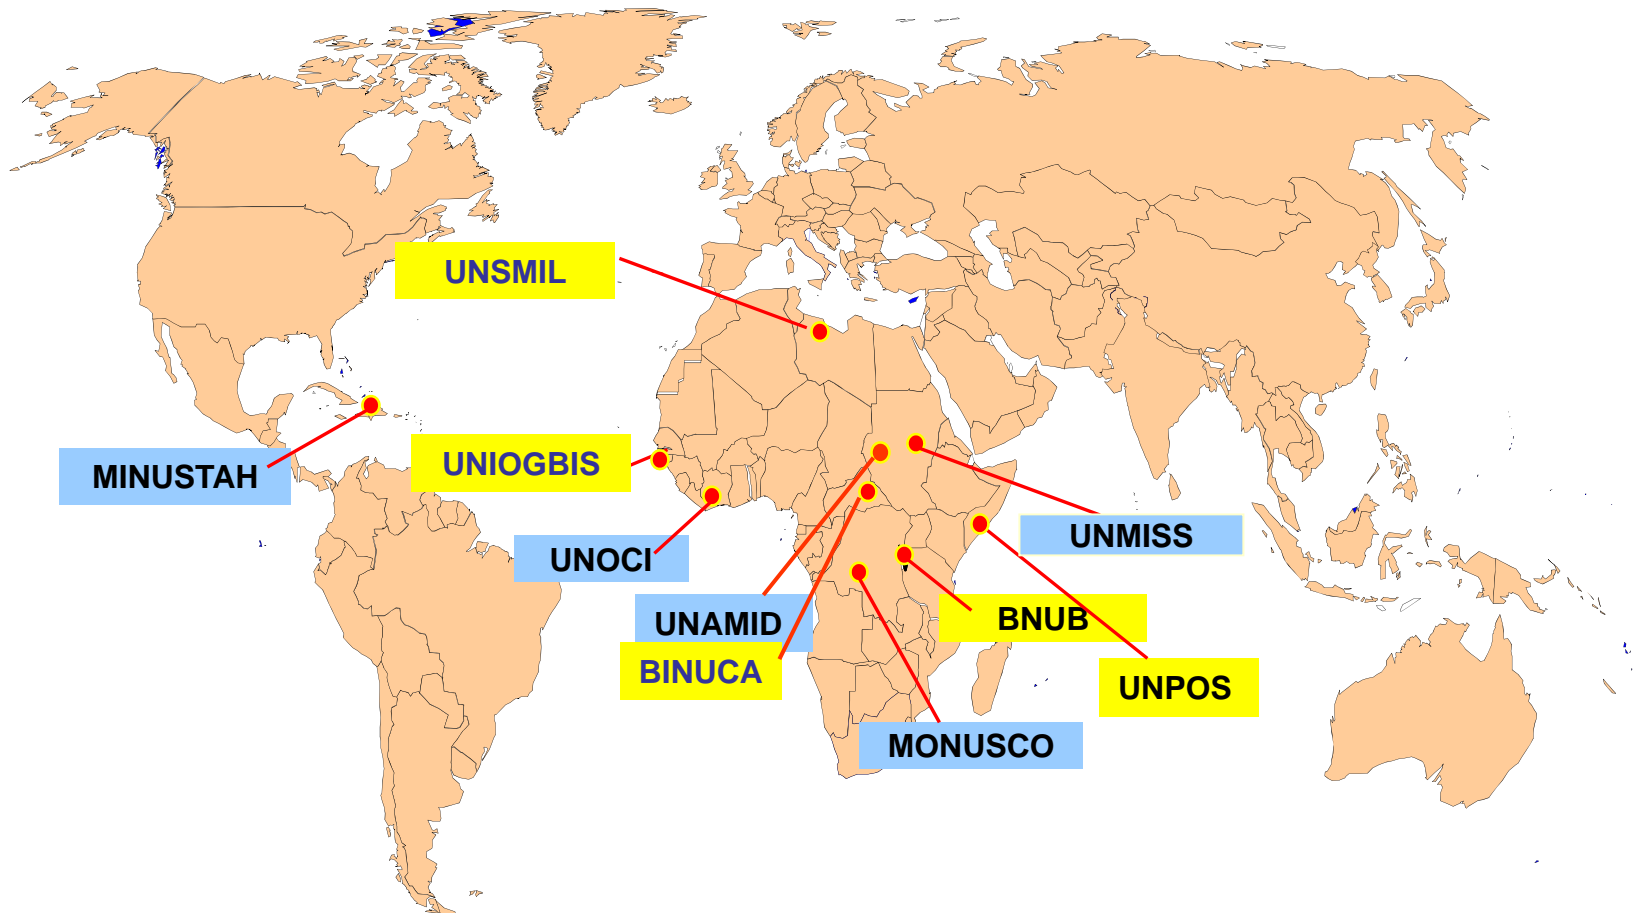 UNSMIL
UNIOGBIS
MINUSTAH
UNOCI
UNMISS
UNAMID
BNUB
BINUCA
UNPOS
MONUSCO